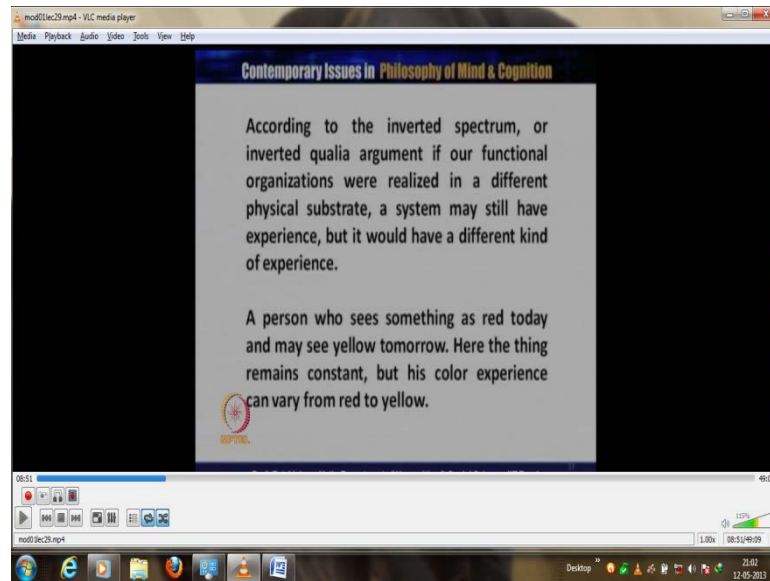 mod01lec29.mp4 - VLC media player
Media Playback Audio Video Tools View Help
Contemporary Issues in Philosophy of Mind & Cognition
According to the inverted spectrum, or
inverted qualia argument if our functional
organizations were realized in a different
physical substrate, a system may still have
experience, but it would have a different kind
of experience.
A person who sees something as red today
and may see yellow tomorrow. Here the thing
remains constant, but his color experience
can vary from red to yellow.
NPTEL
08:51
mod01lec29.mp4
1.00x 08:51/49:09
Desktop
21:02
12-05-2013